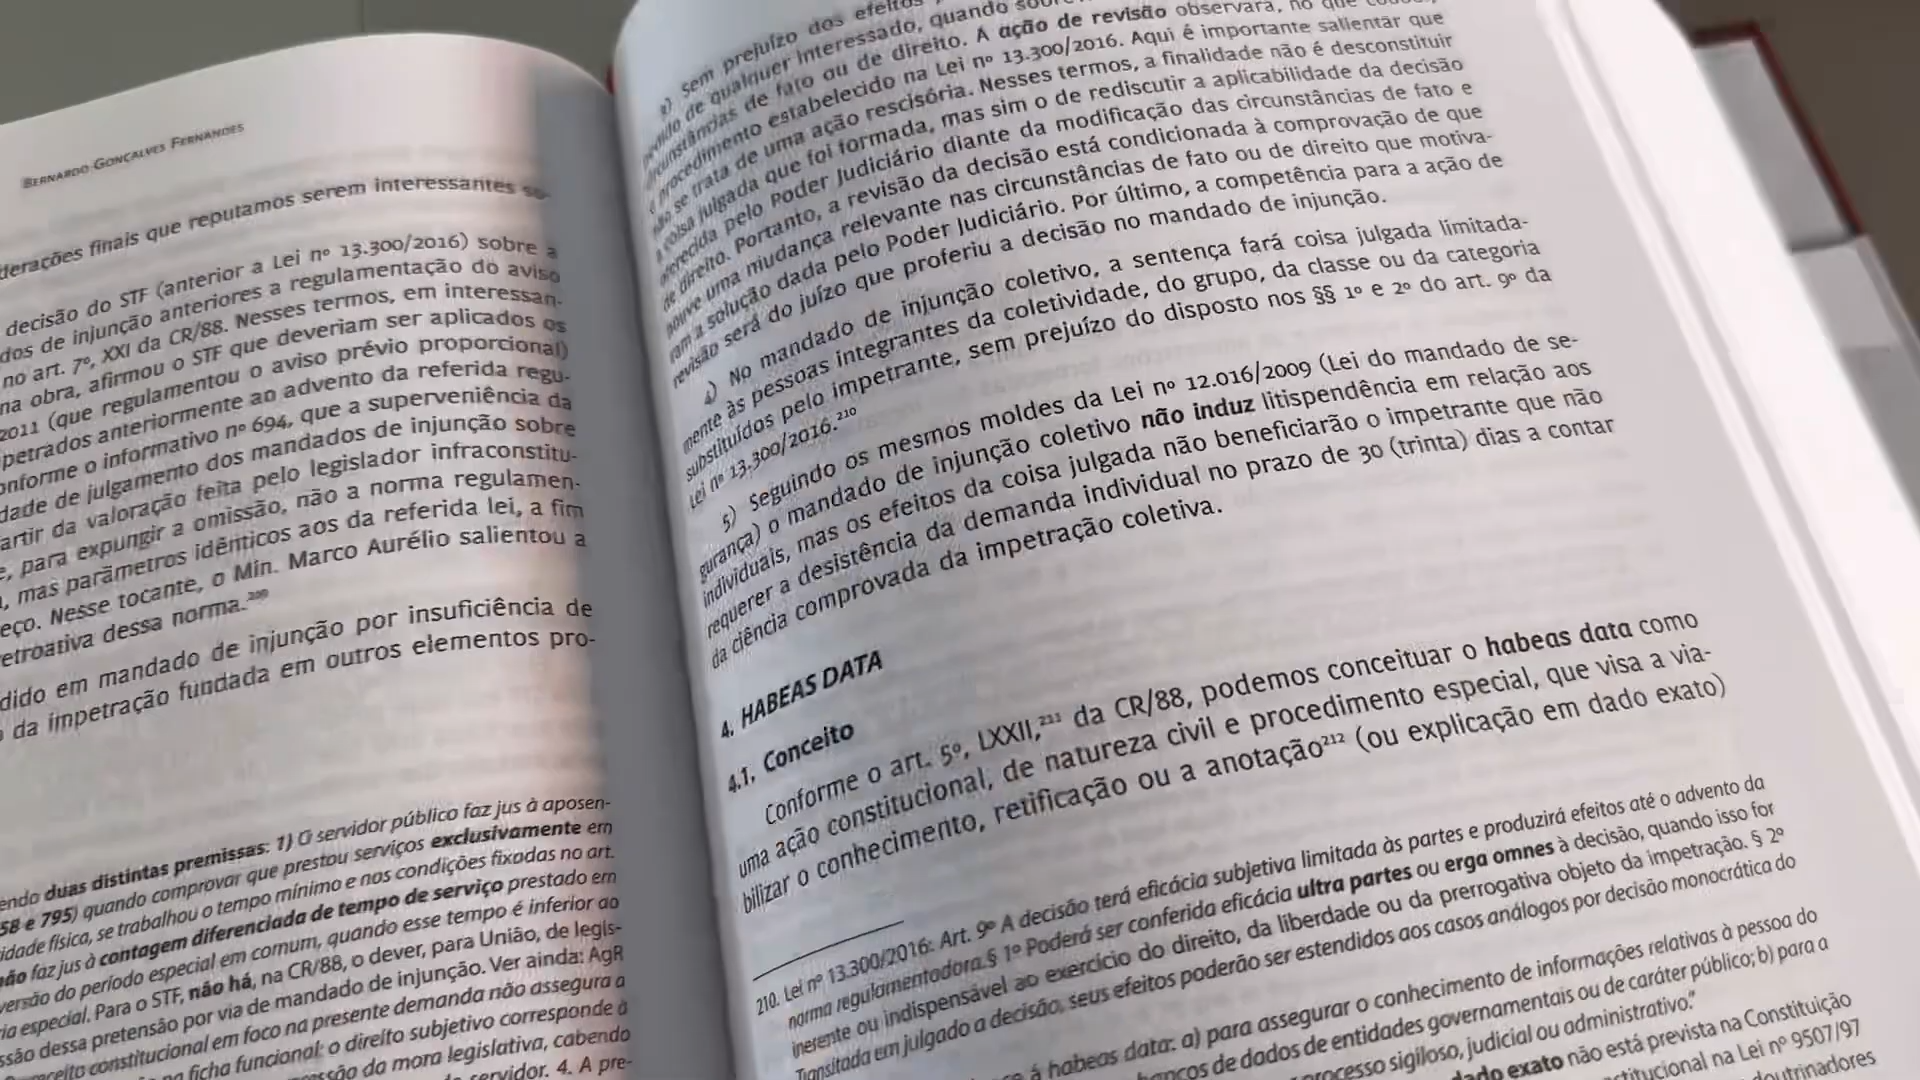 BERNARDO GONÇALVES FERNANDES
derações finais que reputamos serem interessantes so-
decisão do STF (anterior a Lei nº 13.300/2016) sobre a
dos de injunção anteriores a regulamentação do aviso
no art. 7º, XXI da CR/88. Nesses termos, em interessan-
na obra, afirmou o STF que deveriam ser aplicados os
2011 (que regulamentou o aviso prévio proporcional)
petrados anteriormente ao advento da referida regu-
onforme o informativo nº 694, que a superveniência da
dade de julgamento dos mandados de injunção sobre
artir da valoração feita pelo legislador infraconstitu-
e, para expungir a omissão, não a norma regulamen-
, mas parâmetros idênticos aos da referida lei, a fim
eço. Nesse tocante, o Min. Marco Aurélio salientou a
etroativa dessa norma.²⁰⁹
dido em mandado de injunção por insuficiência de
da impetração fundada em outros elementos pro-
endo duas distintas premissas: 1) O servidor público faz jus à aposen-
58 e 795) quando comprovar que prestou serviços exclusivamente em
idade física, se trabalhou o tempo mínimo e nas condições fixadas no art.
não faz jus à contagem diferenciada de tempo de serviço prestado em
versão do período especial em comum, quando esse tempo é inferior ao
ia especial. Para o STF, não há, na CR/88, o dever, para União, de legis-
ssão dessa pretensão por via de mandado de injunção. Ver ainda: AgR
receito constitucional em foco na presente demanda não assegura a
na ficha funcional: o direito subjetivo corresponde à
da mora legislativa, cabendo
servidor. 4. A pre-
3) Sem prejuízo dos efeitos
pedido de qualquer interessado, quando
circunstâncias de fato ou de direito. A ação de revisão observará, no que
o procedimento estabelecido na Lei nº 13.300/2016. Aqui é importante salientar que
não se trata de uma ação rescisória. Nesses termos, a finalidade não é desconstituir
a coisa julgada que foi formada, mas sim o de rediscutir a aplicabilidade da decisão
oferecida pelo Poder Judiciário diante da modificação das circunstâncias de fato e
de direito. Portanto, a revisão da decisão está condicionada à comprovação de que
houve uma mudança relevante nas circunstâncias de fato ou de direito que motiva-
ram a solução dada pelo Poder Judiciário. Por último, a competência para a ação de
revisão será do juízo que proferiu a decisão no mandado de injunção.
4) No mandado de injunção coletivo, a sentença fará coisa julgada limitada-
mente às pessoas integrantes da coletividade, do grupo, da classe ou da categoria
substituídos pelo impetrante, sem prejuízo do disposto nos §§ 1º e 2º do art. 9º da
Lei nº 13.300/2016.²¹⁰
5) Seguindo os mesmos moldes da Lei nº 12.016/2009 (Lei do mandado de se-
gurança) o mandado de injunção coletivo não induz litispendência em relação aos
individuais, mas os efeitos da coisa julgada não beneficiarão o impetrante que não
requerer a desistência da demanda individual no prazo de 30 (trinta) dias a contar
da ciência comprovada da impetração coletiva.
4. HABEAS DATA
4.1. Conceito
Conforme o art. 5º, LXXII,²¹¹ da CR/88, podemos conceituar o habeas data como
uma ação constitucional, de natureza civil e procedimento especial, que visa a via-
bilizar o conhecimento, retificação ou a anotação²¹² (ou explicação em dado exato)
210. Lei nº 13.300/2016: Art. 9º A decisão terá eficácia subjetiva limitada às partes e produzirá efeitos até o advento da
norma regulamentadora.§ 1º Poderá ser conferida eficácia ultra partes ou erga omnes à decisão, quando isso for
inerente ou indispensável ao exercício do direito, da liberdade ou da prerrogativa objeto da impetração. § 2º
Transitada em julgado a decisão, seus efeitos poderão ser estendidos aos casos análogos por decisão monocrática do
á habeas data: a) para assegurar o conhecimento de informações relativas à pessoa do
bancos de dados de entidades governamentais ou de caráter público; b) para a
processo sigiloso, judicial ou administrativo."
dado exato não está prevista na Constituição
na Lei nº 9507/97
doutrinadores